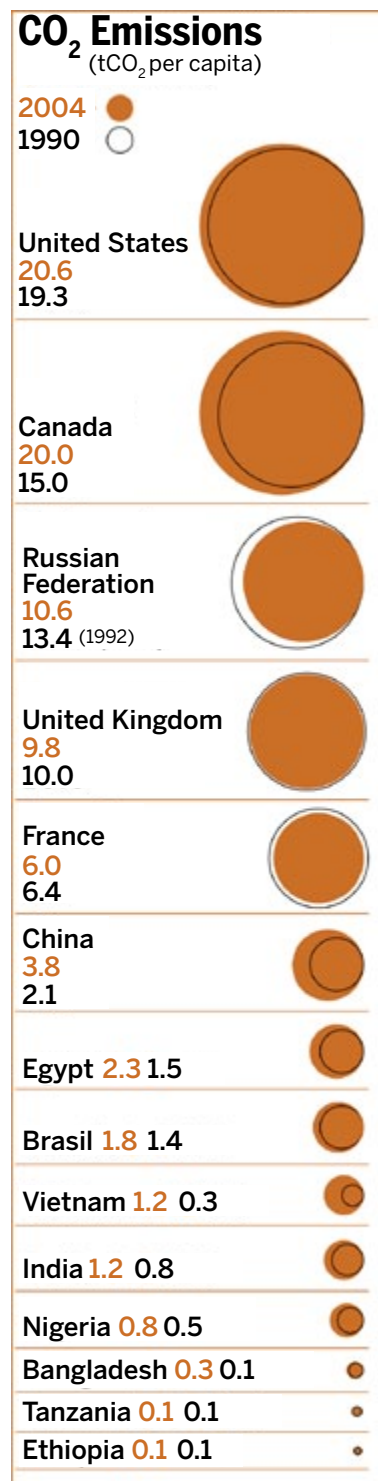 CO₂ Emissions
(tCO₂ per capita)
2004
1990
United States
20.6
19.3
Canada
20.0
15.0
Russian
Federation
10.6
13.4 (1992)
United Kingdom
9.8
10.0
France
6.0
6.4
China
3.8
2.1
Egypt 2.3 1.5
Brasil 1.8 1.4
Vietnam 1.2 0.3
India 1.2 0.8
Nigeria 0.8 0.5
Bangladesh 0.3 0.1
Tanzania 0.1 0.1
Ethiopia 0.1 0.1